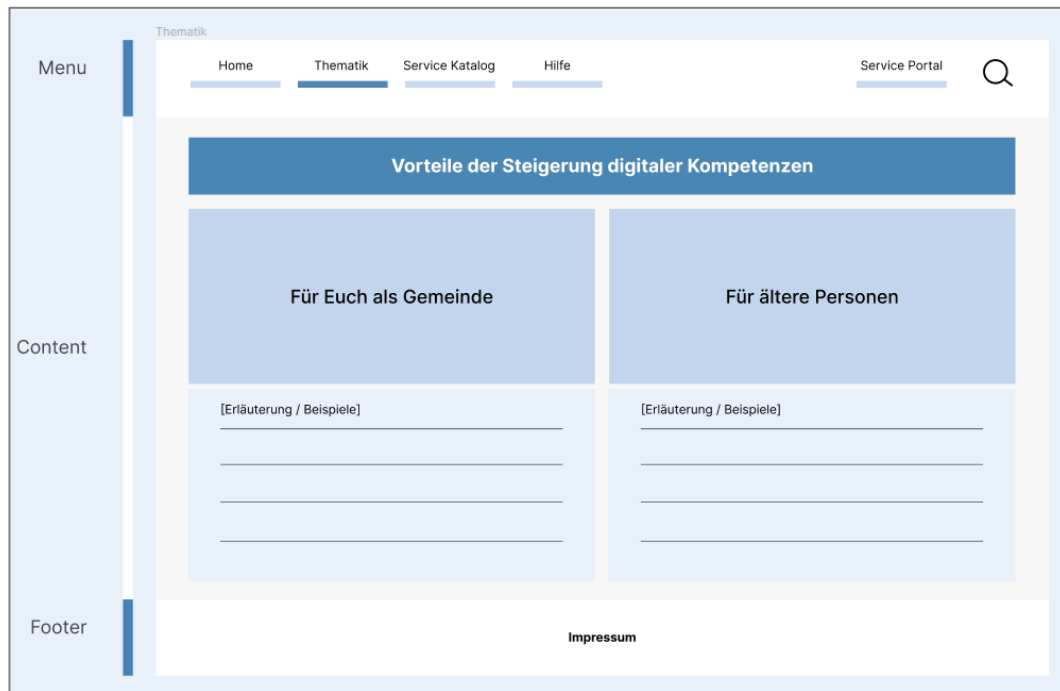 Thematik
Menu
Home Thematik Service Katalog Hilfe Service Portal
Vorteile der Steigerung digitaler Kompetenzen
Für Euch als Gemeinde
Für ältere Personen
Content
[Erläuterung / Beispiele]
[Erläuterung / Beispiele]
Footer
Impressum